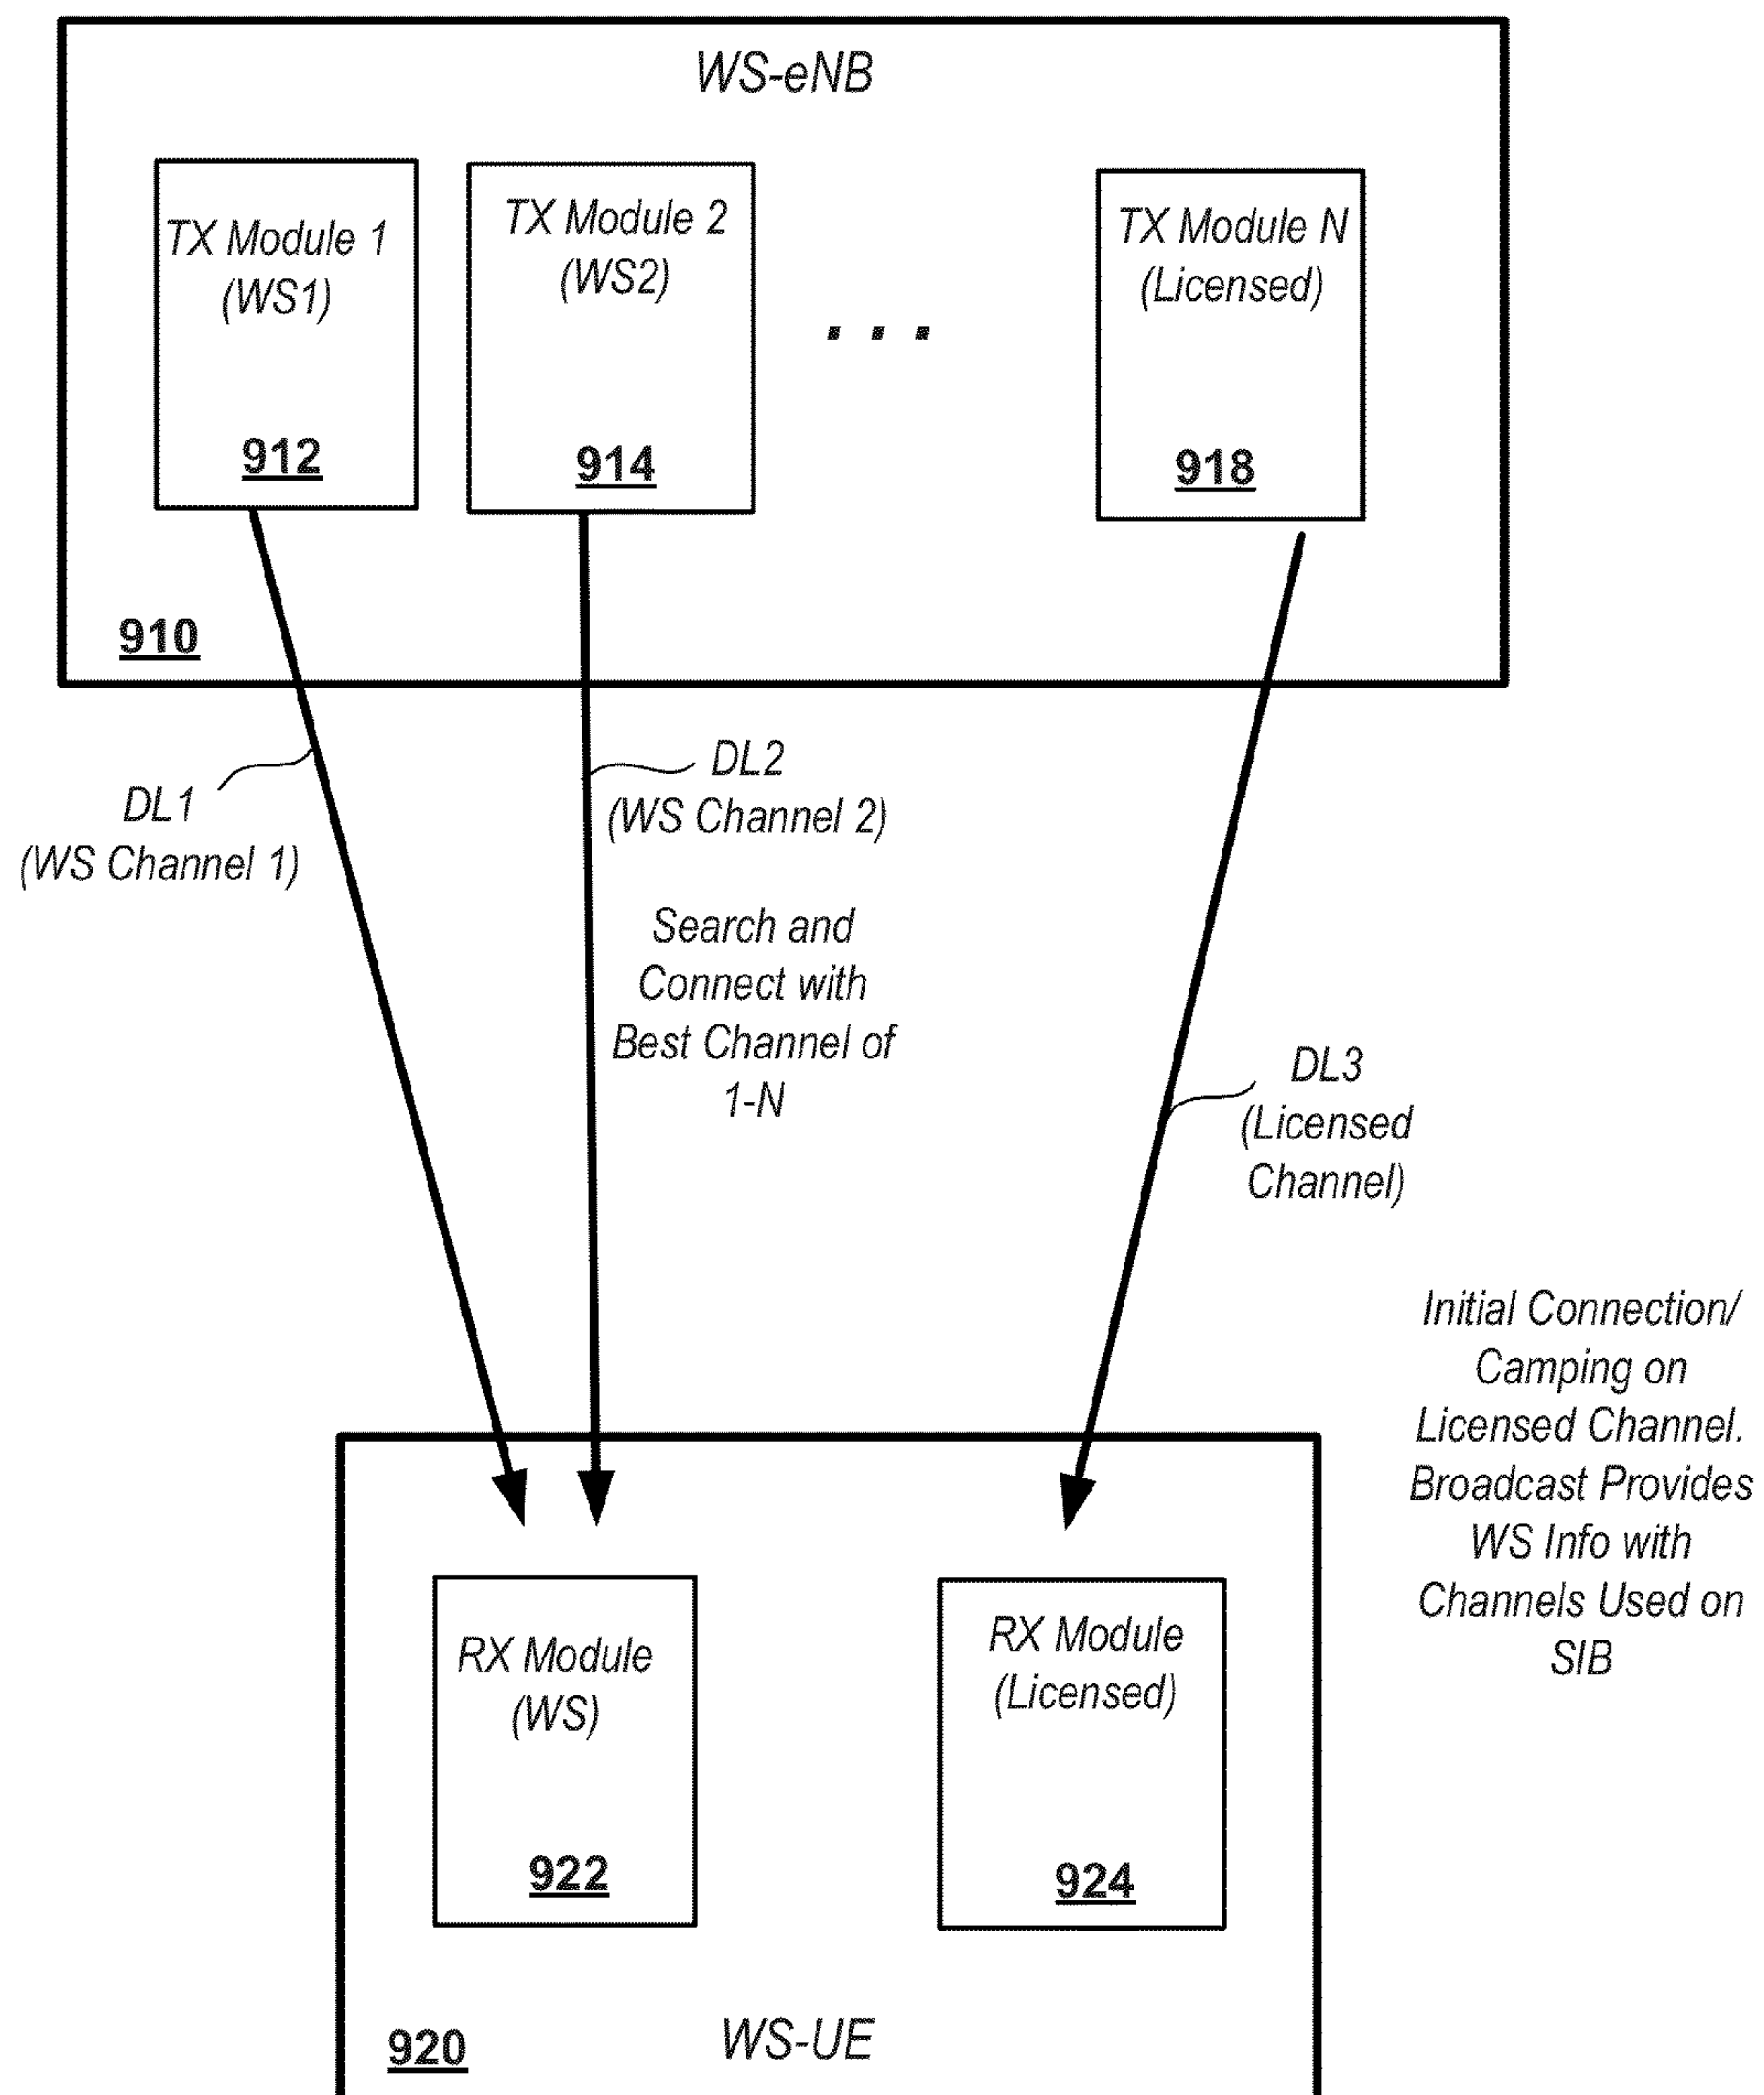 WS-eNB
TX Module 1
(WS1)
912
TX Module 2
(WS2)
914
. . .
TX Module N
(Licensed)
918
910
DL1
(WS Channel 1)
DL2
(WS Channel 2)
Search and
Connect with
Best Channel of
1-N
DL3
(Licensed
Channel)
Initial Connection/
Camping on
Licensed Channel.
Broadcast Provides
WS Info with
Channels Used on
SIB
RX Module
(WS)
922
RX Module
(Licensed)
924
920
WS-UE